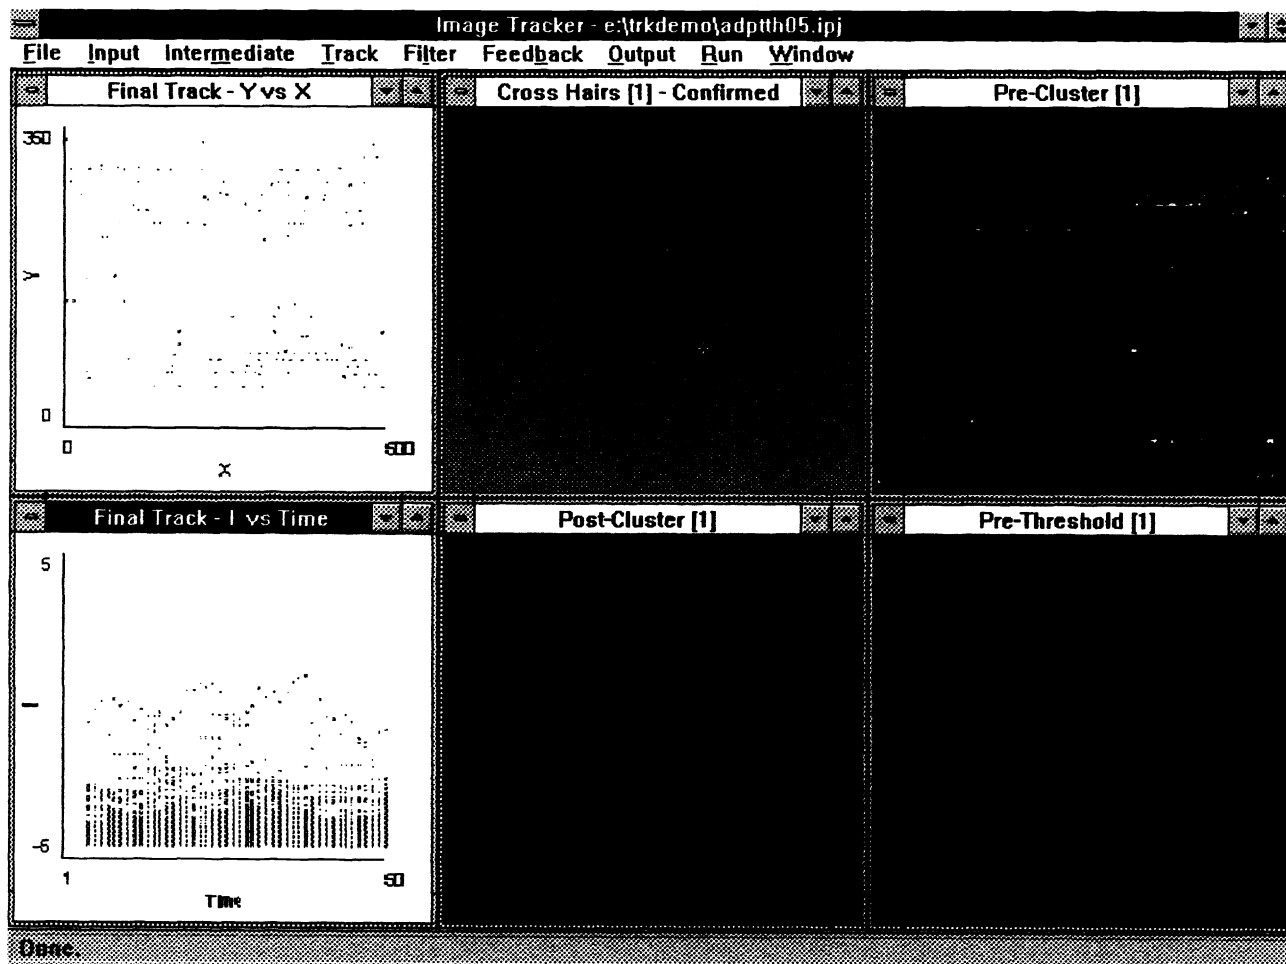 Image Tracker - e:\trkdemo\adptth05.ipj
File Input Intermediate Track Filter Feedback Output Run Window
Final Track - Y vs X
Cross Hairs [1] - Confirmed
Pre-Cluster [1]
350
Y
0
0
500
X
Final Track - I vs Time
Post-Cluster [1]
Pre-Threshold [1]
5
I
-5
1
50
Time
Done.